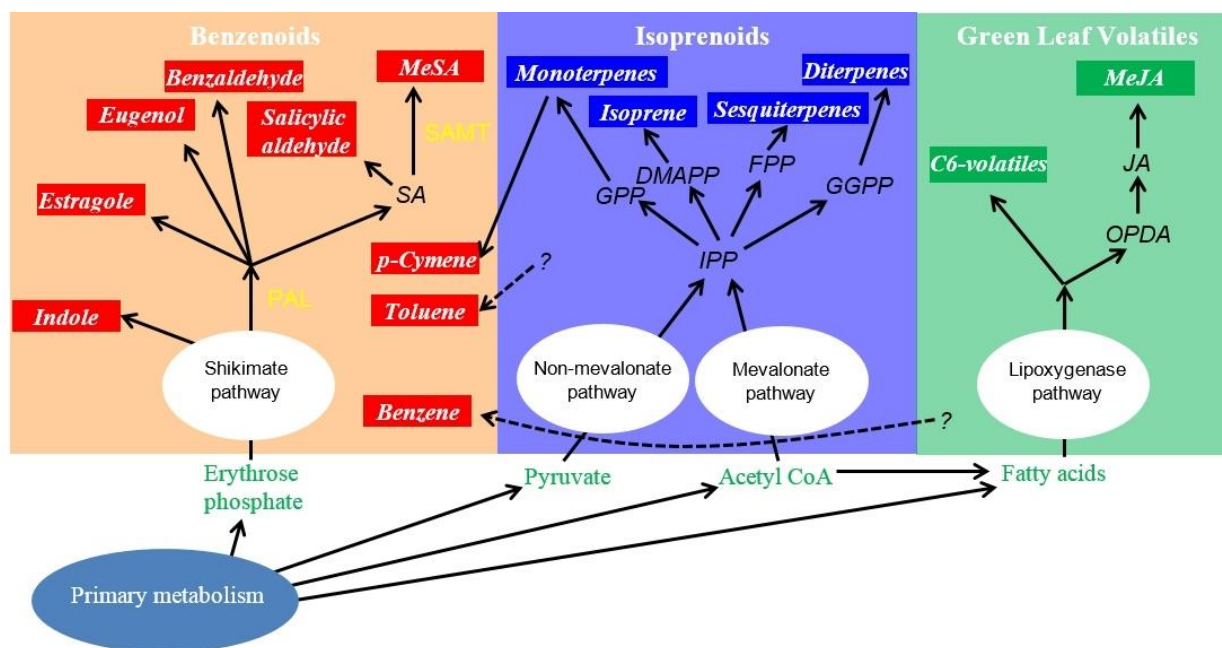 Benzenoids
Isoprenoids
Green Leaf Volatiles
Benzaldehyde
MeSA
Monoterpenes
Diterpenes
MeJA
Eugenol
Salicylic
aldehyde
SAMT
Isoprene
Sesquiterpenes
Estragole
SA
GPP
DMAPP
FPP
GGPP
C6-volatiles
JA
OPDA
p-Cymene
?
IPP
Indole
PAL
Toluene
Shikimate
pathway
Non-mevalonate
pathway
Mevalonate
pathway
Lipoxygenase
pathway
Benzene
?
Erythrose
phosphate
Pyruvate
Acetyl CoA
Fatty acids
Primary metabolism